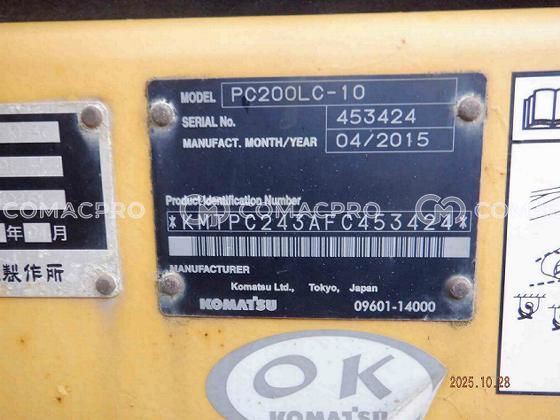 MODEL PC200LC-10
SERIAL No. 453424
MANUFACT. MONTH/YEAR 04/2015
Product Identification Number
*KMTPC243AFC453424*
MANUFACTURER
Komatsu Ltd., Tokyo, Japan
KOMATSU 09601-14000
年 月
製作所
COMACPRO
COMACPRO
COMACPRO
OK
KOMATSU
2025.10.28